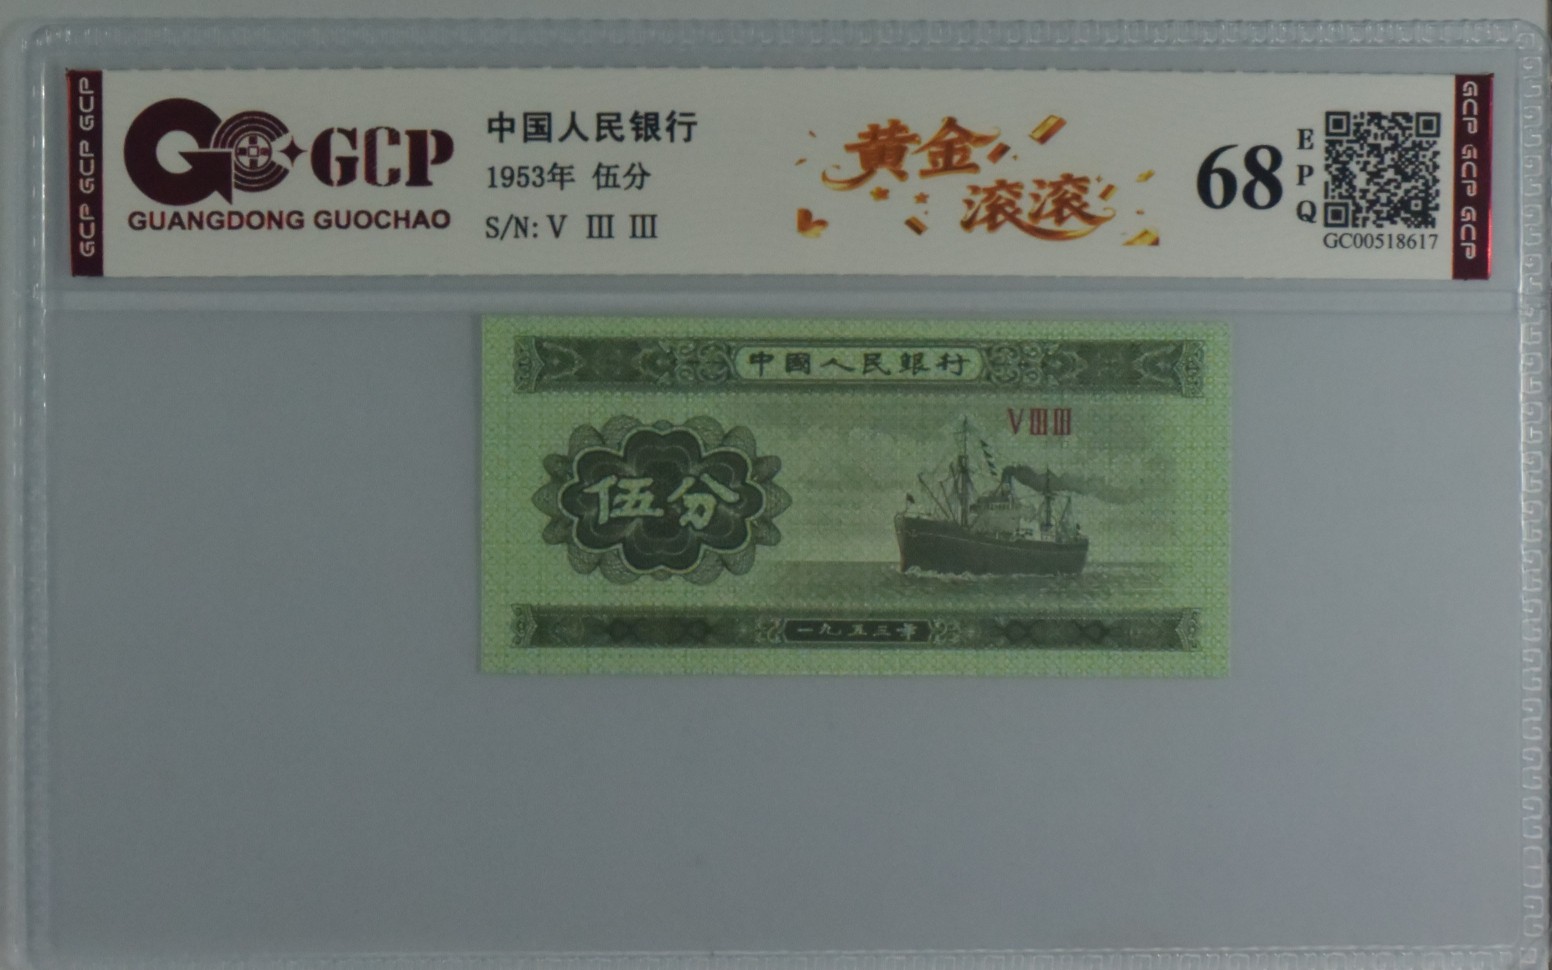 GCP GCP GCP
GCP
GUANGDONG GUOCHAO
中国人民银行
1953年 伍分
S/N: V Ⅲ Ⅲ
黄金
滚滚
68
EPQ
GC00518617
GCP GCP GCP
中國人民銀行
VⅢⅢ
伍分
一九五三年